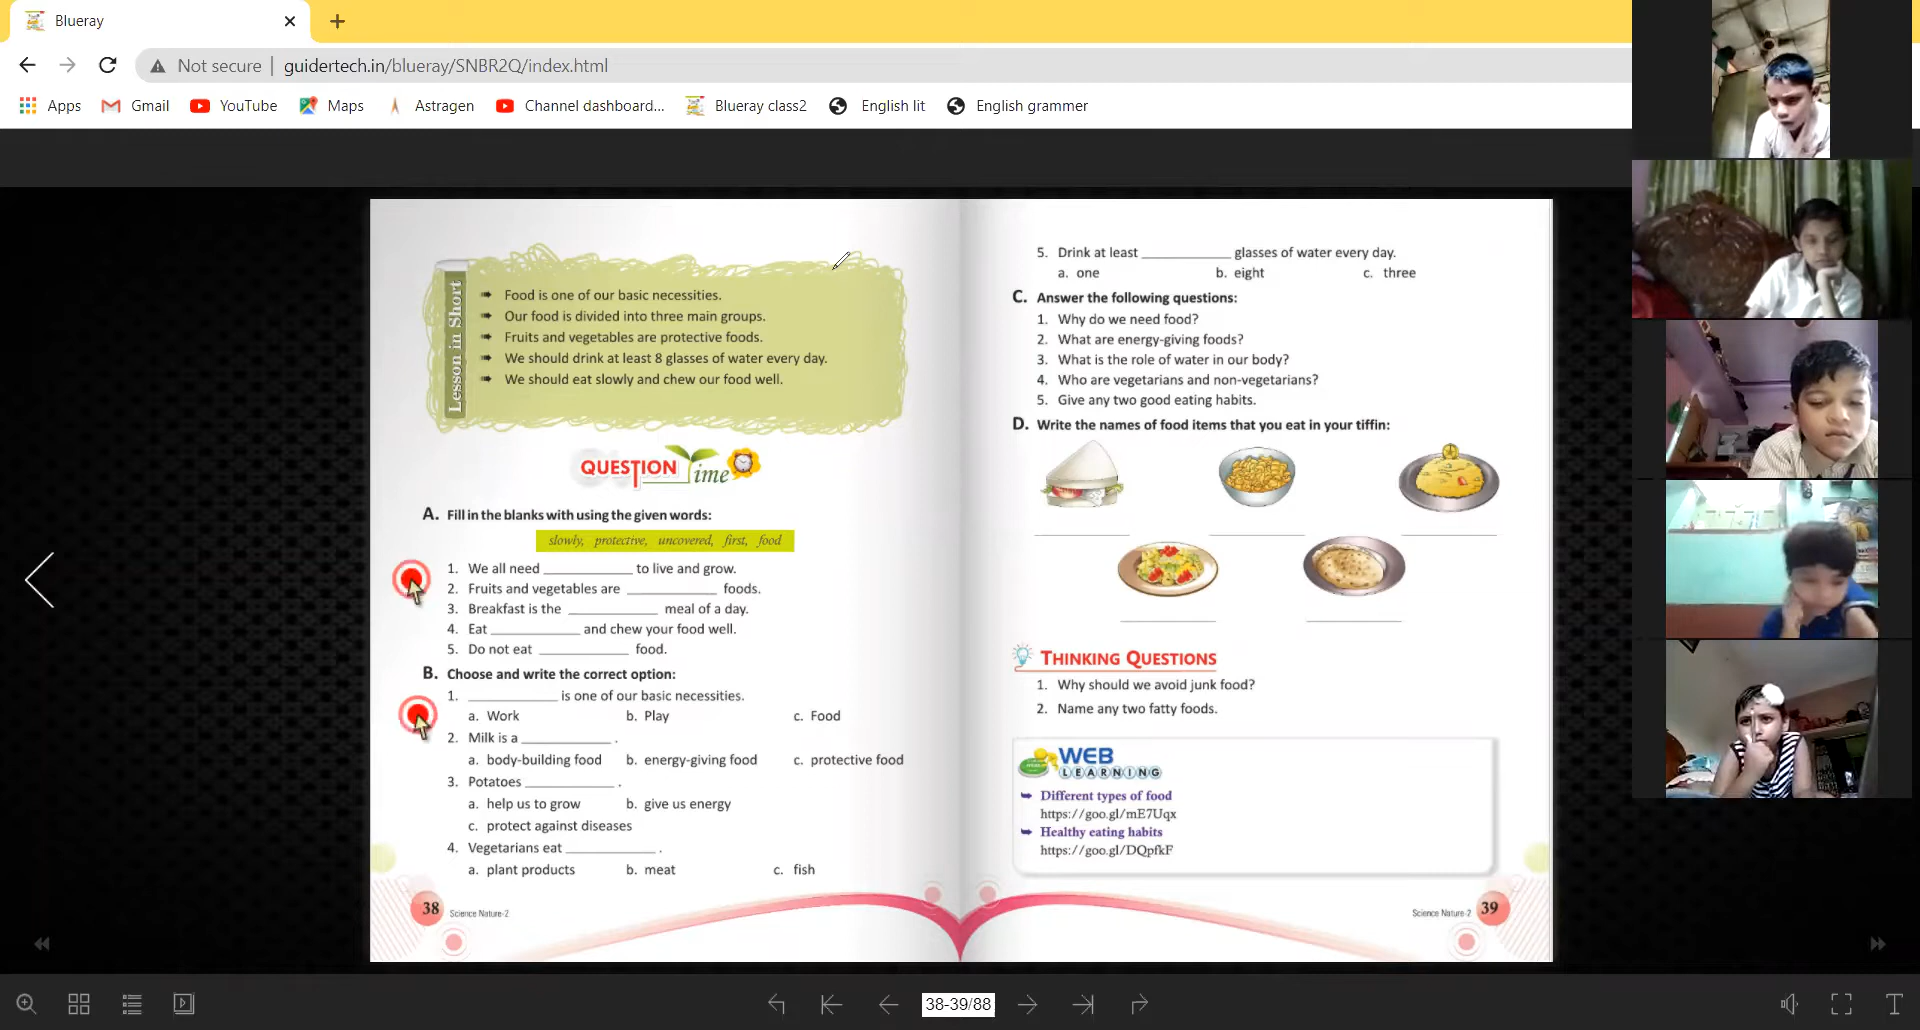 Blueray
Not secure | guidertech.in/blueray/SNBR2Q/index.html
Apps Gmail YouTube Maps Astragen Channel dashboard... Blueray class2 English lit English grammer
Lesson in Short
Food is one of our basic necessities.
Our food is divided into three main groups.
Fruits and vegetables are protective foods.
We should drink at least 8 glasses of water every day.
We should eat slowly and chew our food well.
QUESTION Time
A. Fill in the blanks with using the given words:
slowly, protective, uncovered, first, food
1. We all need ____________ to live and grow.
2. Fruits and vegetables are ____________ foods.
3. Breakfast is the ____________ meal of a day.
4. Eat ____________ and chew your food well.
5. Do not eat ____________ food.
B. Choose and write the correct option:
1. ____________ is one of our basic necessities.
a. Work b. Play c. Food
2. Milk is a ____________ .
a. body-building food b. energy-giving food c. protective food
3. Potatoes ____________ .
a. help us to grow b. give us energy
c. protect against diseases
4. Vegetarians eat ____________ .
a. plant products b. meat c. fish
38 Science Nature-2
5. Drink at least ____________ glasses of water every day.
a. one b. eight c. three
C. Answer the following questions:
1. Why do we need food?
2. What are energy-giving foods?
3. What is the role of water in our body?
4. Who are vegetarians and non-vegetarians?
5. Give any two good eating habits.
D. Write the names of food items that you eat in your tiffin:
THINKING QUESTIONS
1. Why should we avoid junk food?
2. Name any two fatty foods.
WEB
LEARNING
Different types of food
https://goo.gl/mE7Uqx
Healthy eating habits
https://goo.gl/DQpfkF
Science Nature-2 39
38-39/88